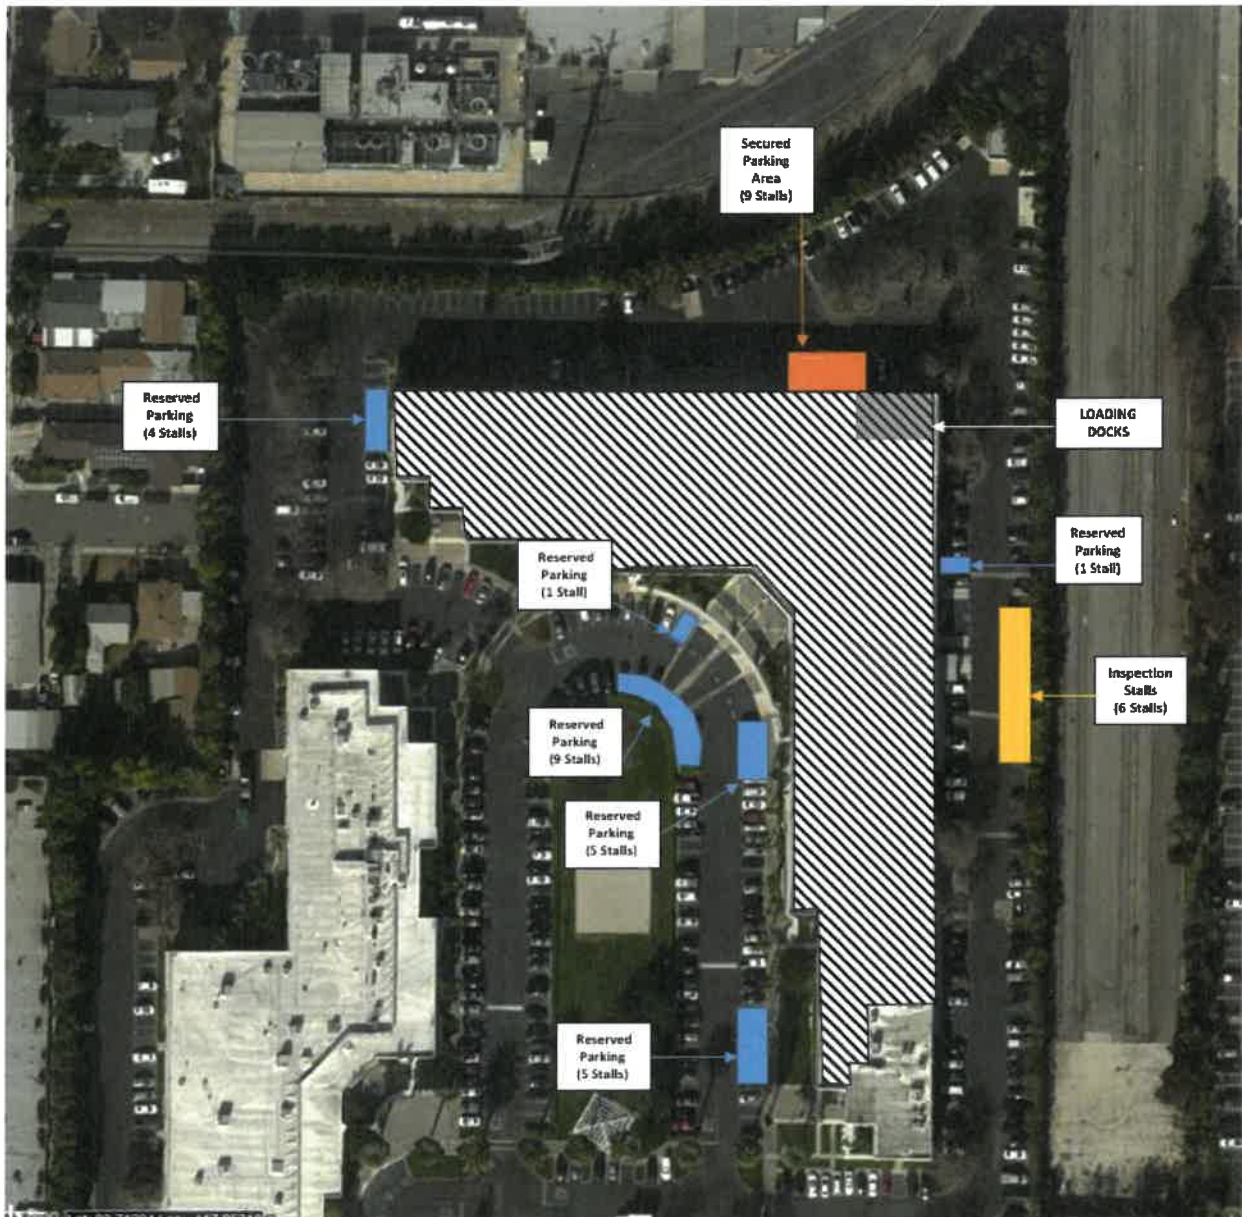 Secured
Parking
Area
(9 Stalls)
Reserved
Parking
(4 Stalls)
LOADING
DOCKS
Reserved
Parking
(1 Stall)
Reserved
Parking
(1 Stall)
Inspection
Stalls
(6 Stalls)
Reserved
Parking
(9 Stalls)
Reserved
Parking
(5 Stalls)
Reserved
Parking
(5 Stalls)